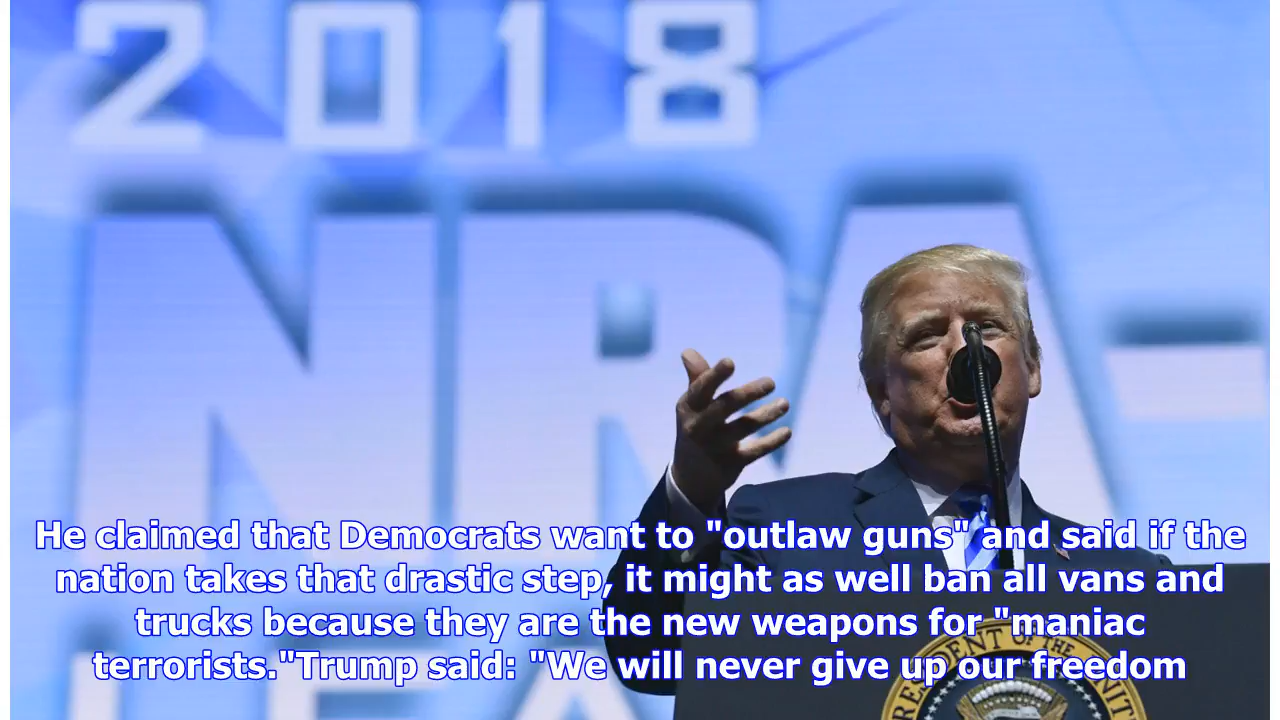 2018
NRA-
He claimed that Democrats want to "outlaw guns" and said if the
nation takes that drastic step, it might as well ban all vans and
trucks because they are the new weapons for "maniac
terrorists."Trump said: "We will never give up our freedom